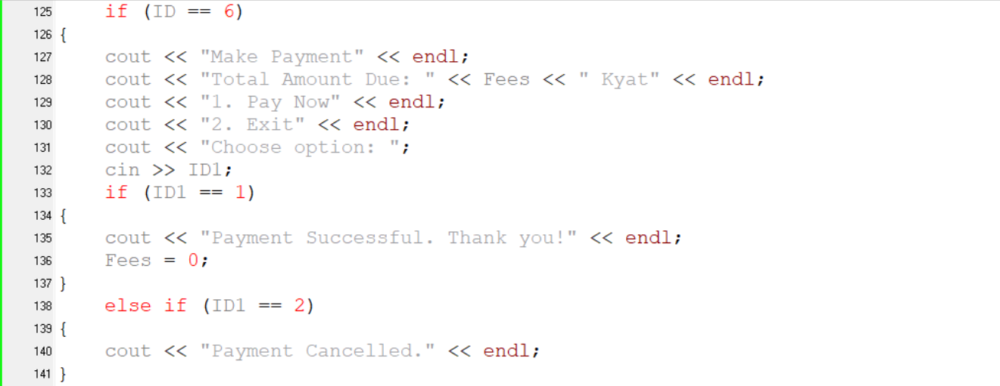 125 if (ID == 6)
126 {
127 cout << "Make Payment" << endl;
128 cout << "Total Amount Due: " << Fees << " Kyat" << endl;
129 cout << "1. Pay Now" << endl;
130 cout << "2. Exit" << endl;
131 cout << "Choose option: ";
132 cin >> ID1;
133 if (ID1 == 1)
134 {
135 cout << "Payment Successful. Thank you!" << endl;
136 Fees = 0;
137 }
138 else if (ID1 == 2)
139 {
140 cout << "Payment Cancelled." << endl;
141 }